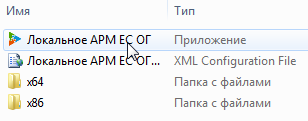 Имя Тип
Локальное АРМ ЕС ОГ Приложение
Локальное АРМ ЕС ОГ... XML Configuration File
x64 Папка с файлами
x86 Папка с файлами